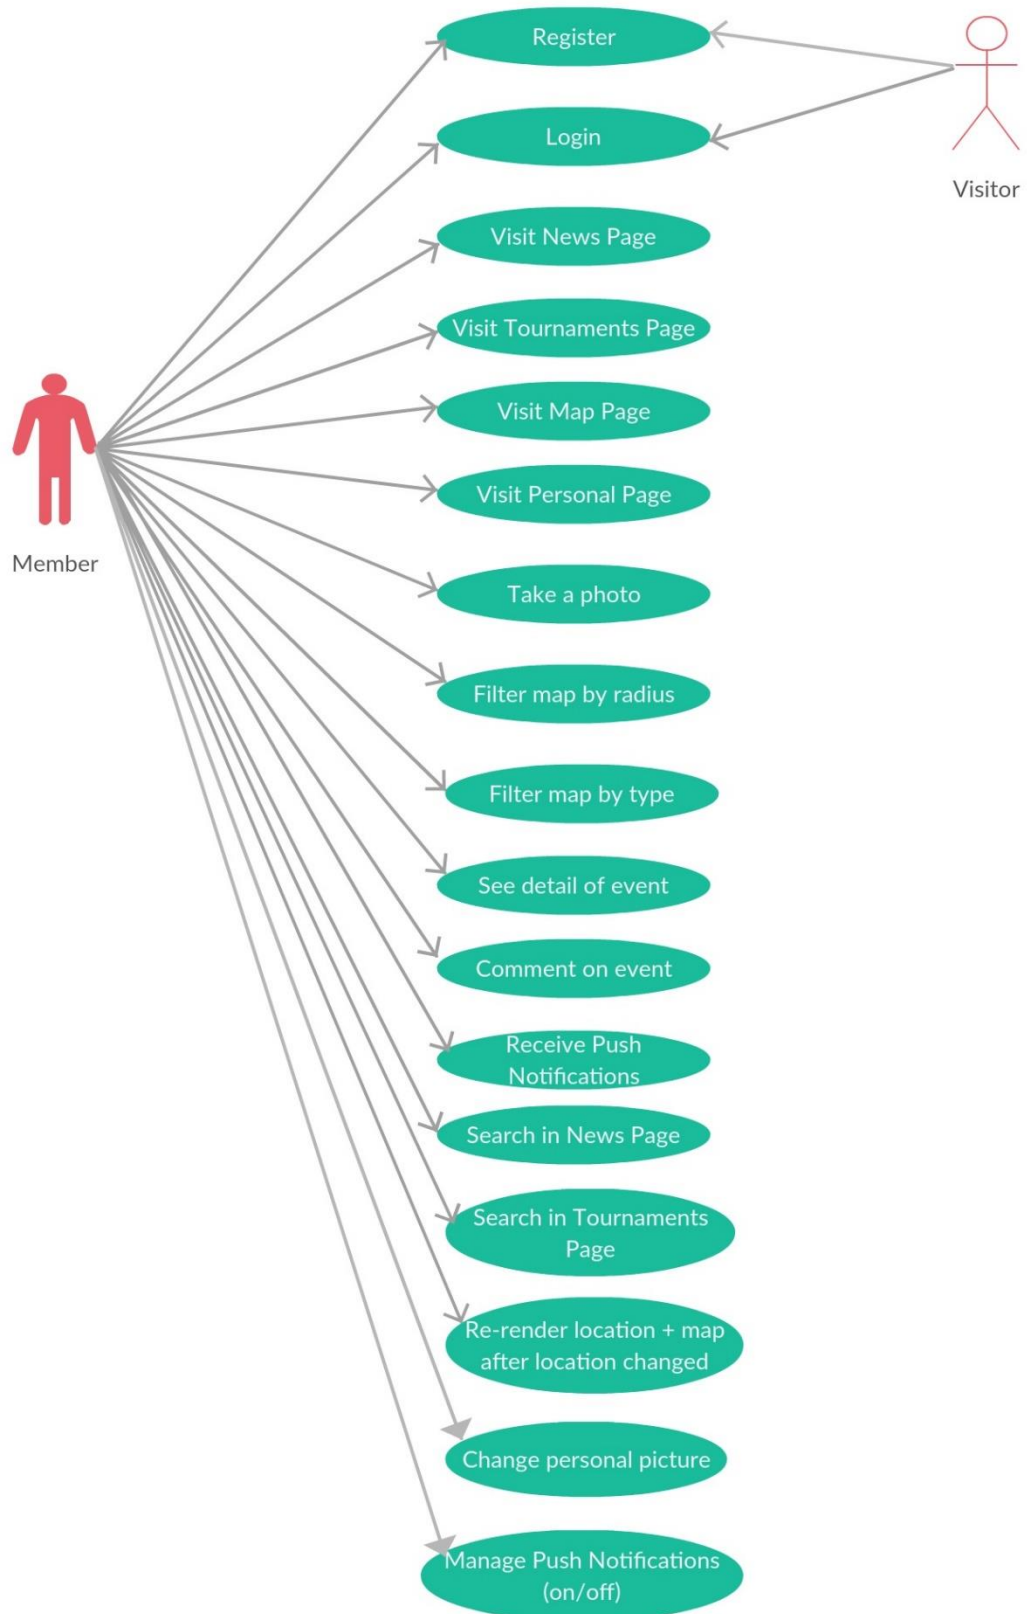 Register
Login
Visitor
Visit News Page
Visit Tournaments Page
Visit Map Page
Visit Personal Page
Member
Take a photo
Filter map by radius
Filter map by type
See detail of event
Comment on event
Receive Push
Notifications
Search in News Page
Search in Tournaments
Page
Re-render location + map
after location changed
Change personal picture
Manage Push Notifications
(on/off)